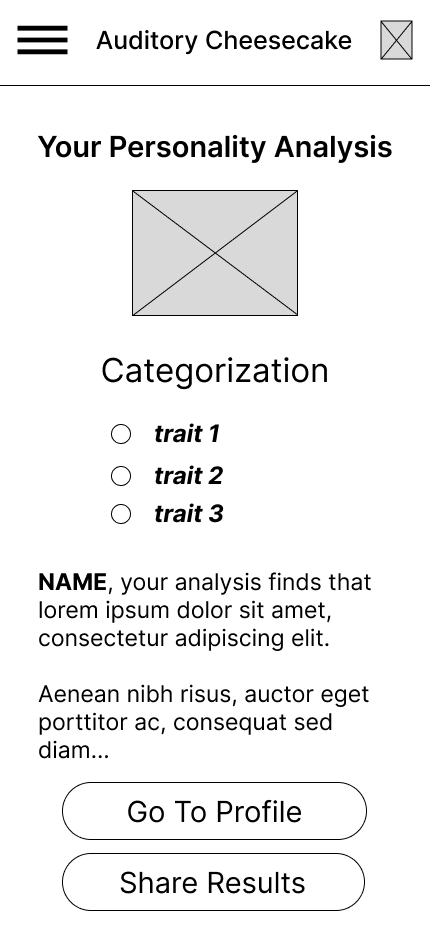 Auditory Cheesecake
Your Personality Analysis
Categorization
trait 1
trait 2
trait 3
NAME, your analysis finds that
lorem ipsum dolor sit amet,
consectetur adipiscing elit.
Aenean nibh risus, auctor eget
porttitor ac, consequat sed
diam...
Go To Profile
Share Results